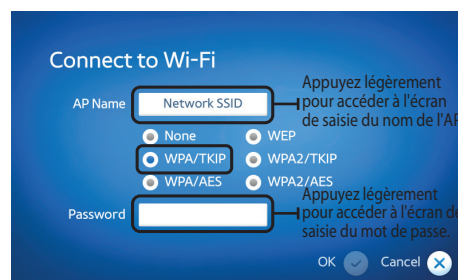 Connect to Wi-Fi
Appuyez légèrement
AP Name Network SSID pour accéder à l'écran
de saisie du nom de l'AP
None WEP
WPA/TKIP WPA2/TKIP
WPA/AES WPA2/AES
Appuyez légèrement
Password pour accéder à l'écran de
saisie du mot de passe.
OK Cancel